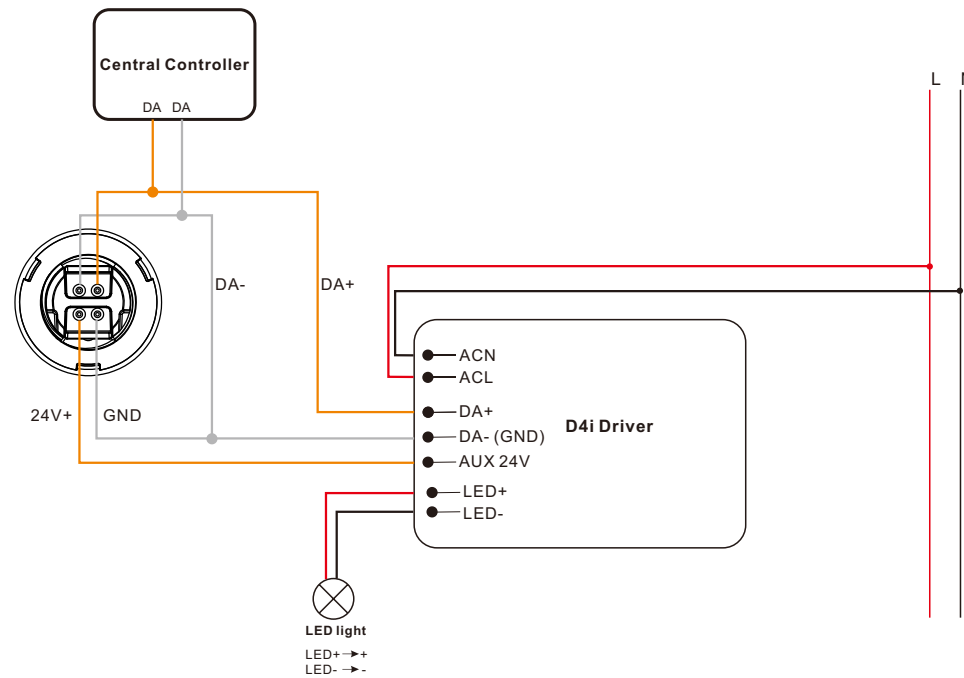 Central Controller
DA DA
L
DA-
DA+
ACN
ACL
24V+
GND
DA+
DA- (GND)
D4i Driver
AUX 24V
LED+
LED-
LED light
LED+→+
LED-→-